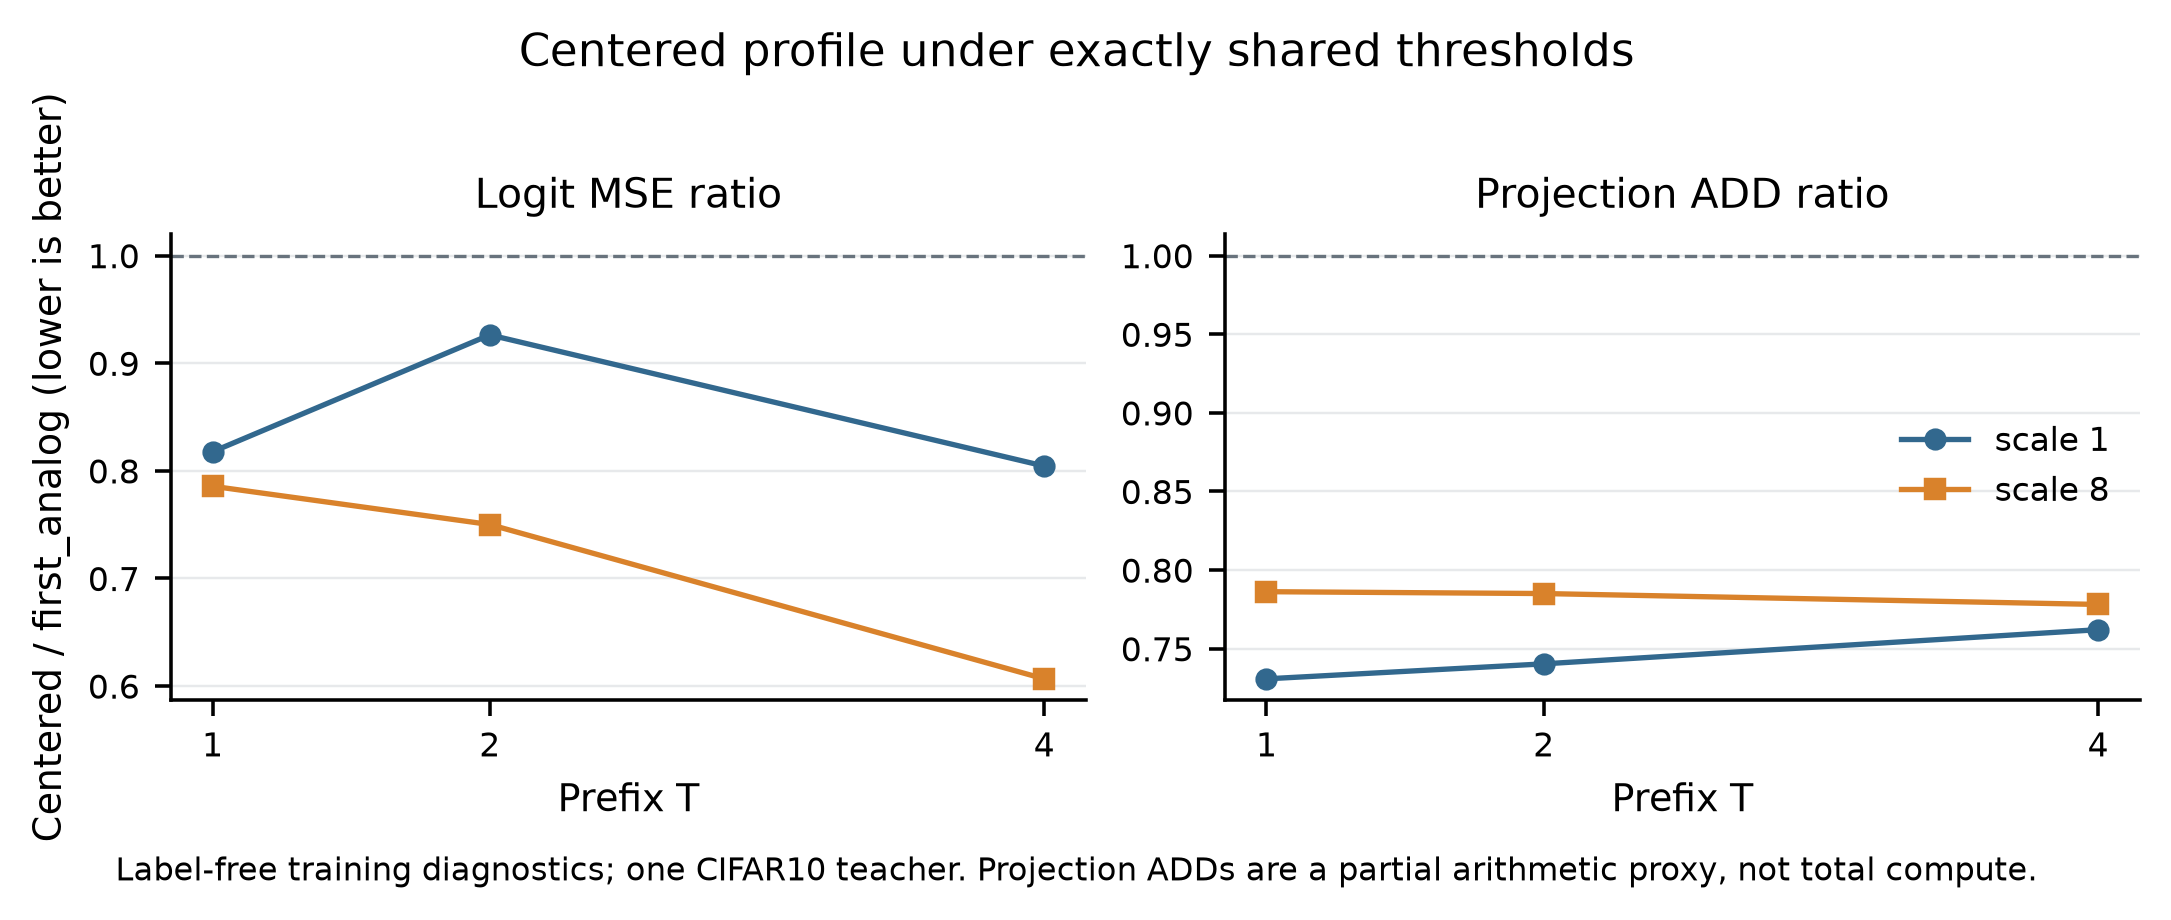 Centered profile under exactly shared thresholds
Centered / first_analog (lower is better)
Logit MSE ratio
1.0
0.9
0.8
0.7
0.6
1
2
4
Prefix T
Projection ADD ratio
1.00
0.95
0.90
0.85
0.80
0.75
scale 1
scale 8
1
2
4
Prefix T
Label-free training diagnostics; one CIFAR10 teacher. Projection ADDs are a partial arithmetic proxy, not total compute.